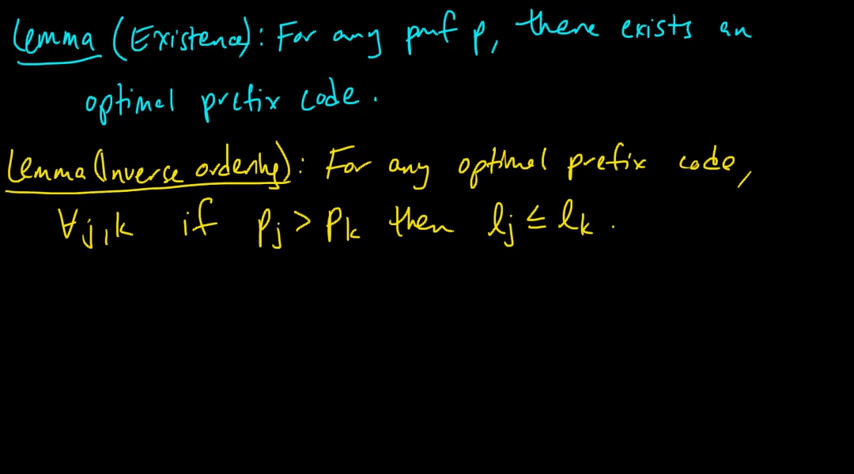 Lemma (Existence): For any pmf p, there exists an
optimal prefix code.
Lemma (Inverse ordering): For any optimal prefix code,
∀j,k if pⱼ > pₖ then lⱼ ≤ lₖ.